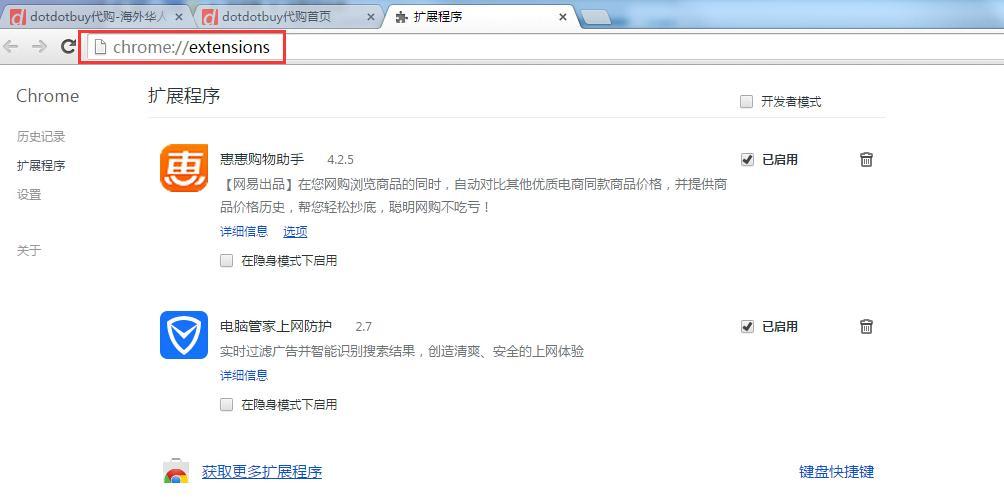 dotdotbuy代购-海外华人
dotdotbuy代购首页
扩展程序
chrome://extensions
Chrome
扩展程序
开发者模式
历史记录
扩展程序
设置
关于
惠
惠惠购物助手 4.2.5
已启用
【网易出品】在您网购浏览商品的同时，自动对比其他优质电商同款商品价格，并提供商
品价格历史，帮您轻松抄底，聪明网购不吃亏！
详细信息 选项
在隐身模式下启用
电脑管家上网防护 2.7
已启用
实时过滤广告并智能识别搜索结果，创造清爽、安全的上网体验
详细信息
在隐身模式下启用
获取更多扩展程序
键盘快捷键